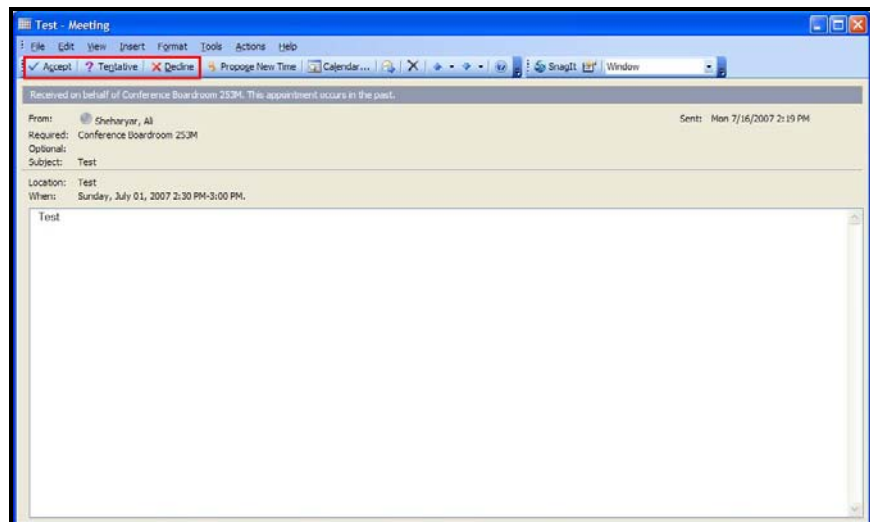 Test - Meeting
File Edit View Insert Format Tools Actions Help
Accept ? Tentative Decline Propose New Time Calendar... SnagIt Window
Received on behalf of Conference Boardroom 253M. This appointment occurs in the past.
From: Sheharyar, Ali Sent: Mon 7/16/2007 2:19 PM
Required: Conference Boardroom 253M
Optional:
Subject: Test
Location: Test
When: Sunday, July 01, 2007 2:30 PM-3:00 PM.
Test